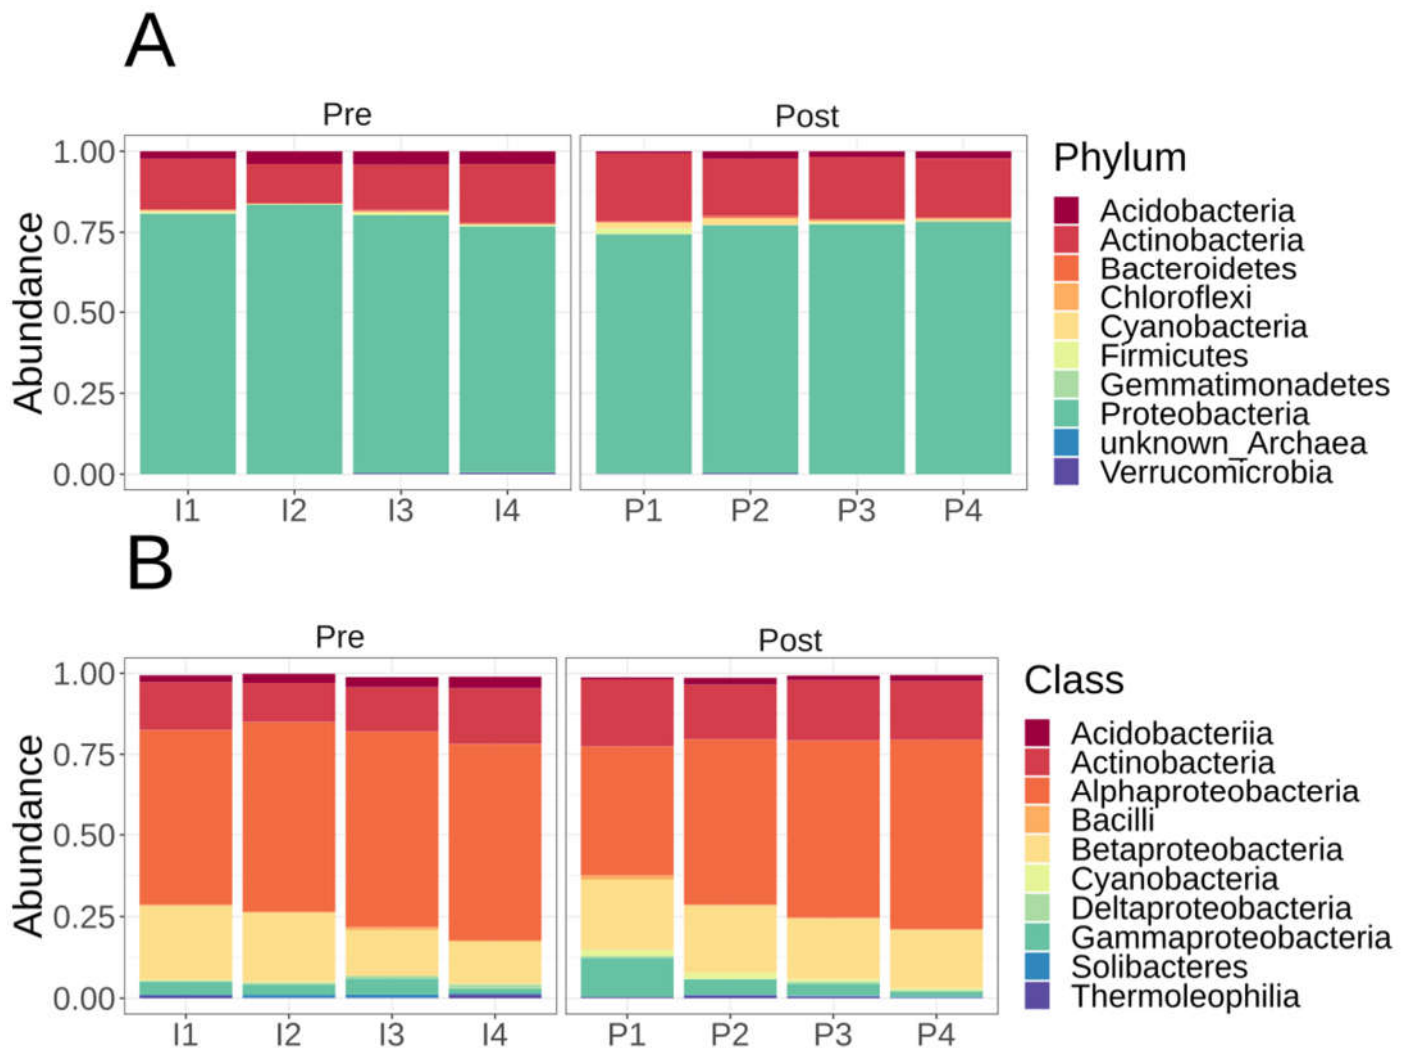 A
Pre
Post
1.00
0.75
0.50
0.25
0.00
Abundance
I1
I2
I3
I4
P1
P2
P3
P4
Phylum
Acidobacteria
Actinobacteria
Bacteroidetes
Chloroflexi
Cyanobacteria
Firmicutes
Gemmatimonadetes
Proteobacteria
unknown_Archaea
Verrucomicrobia
B
Pre
Post
1.00
0.75
0.50
0.25
0.00
Abundance
I1
I2
I3
I4
P1
P2
P3
P4
Class
Acidobacteriia
Actinobacteria
Alphaproteobacteria
Bacilli
Betaproteobacteria
Cyanobacteria
Deltaproteobacteria
Gammaproteobacteria
Solibacteres
Thermoleophilia